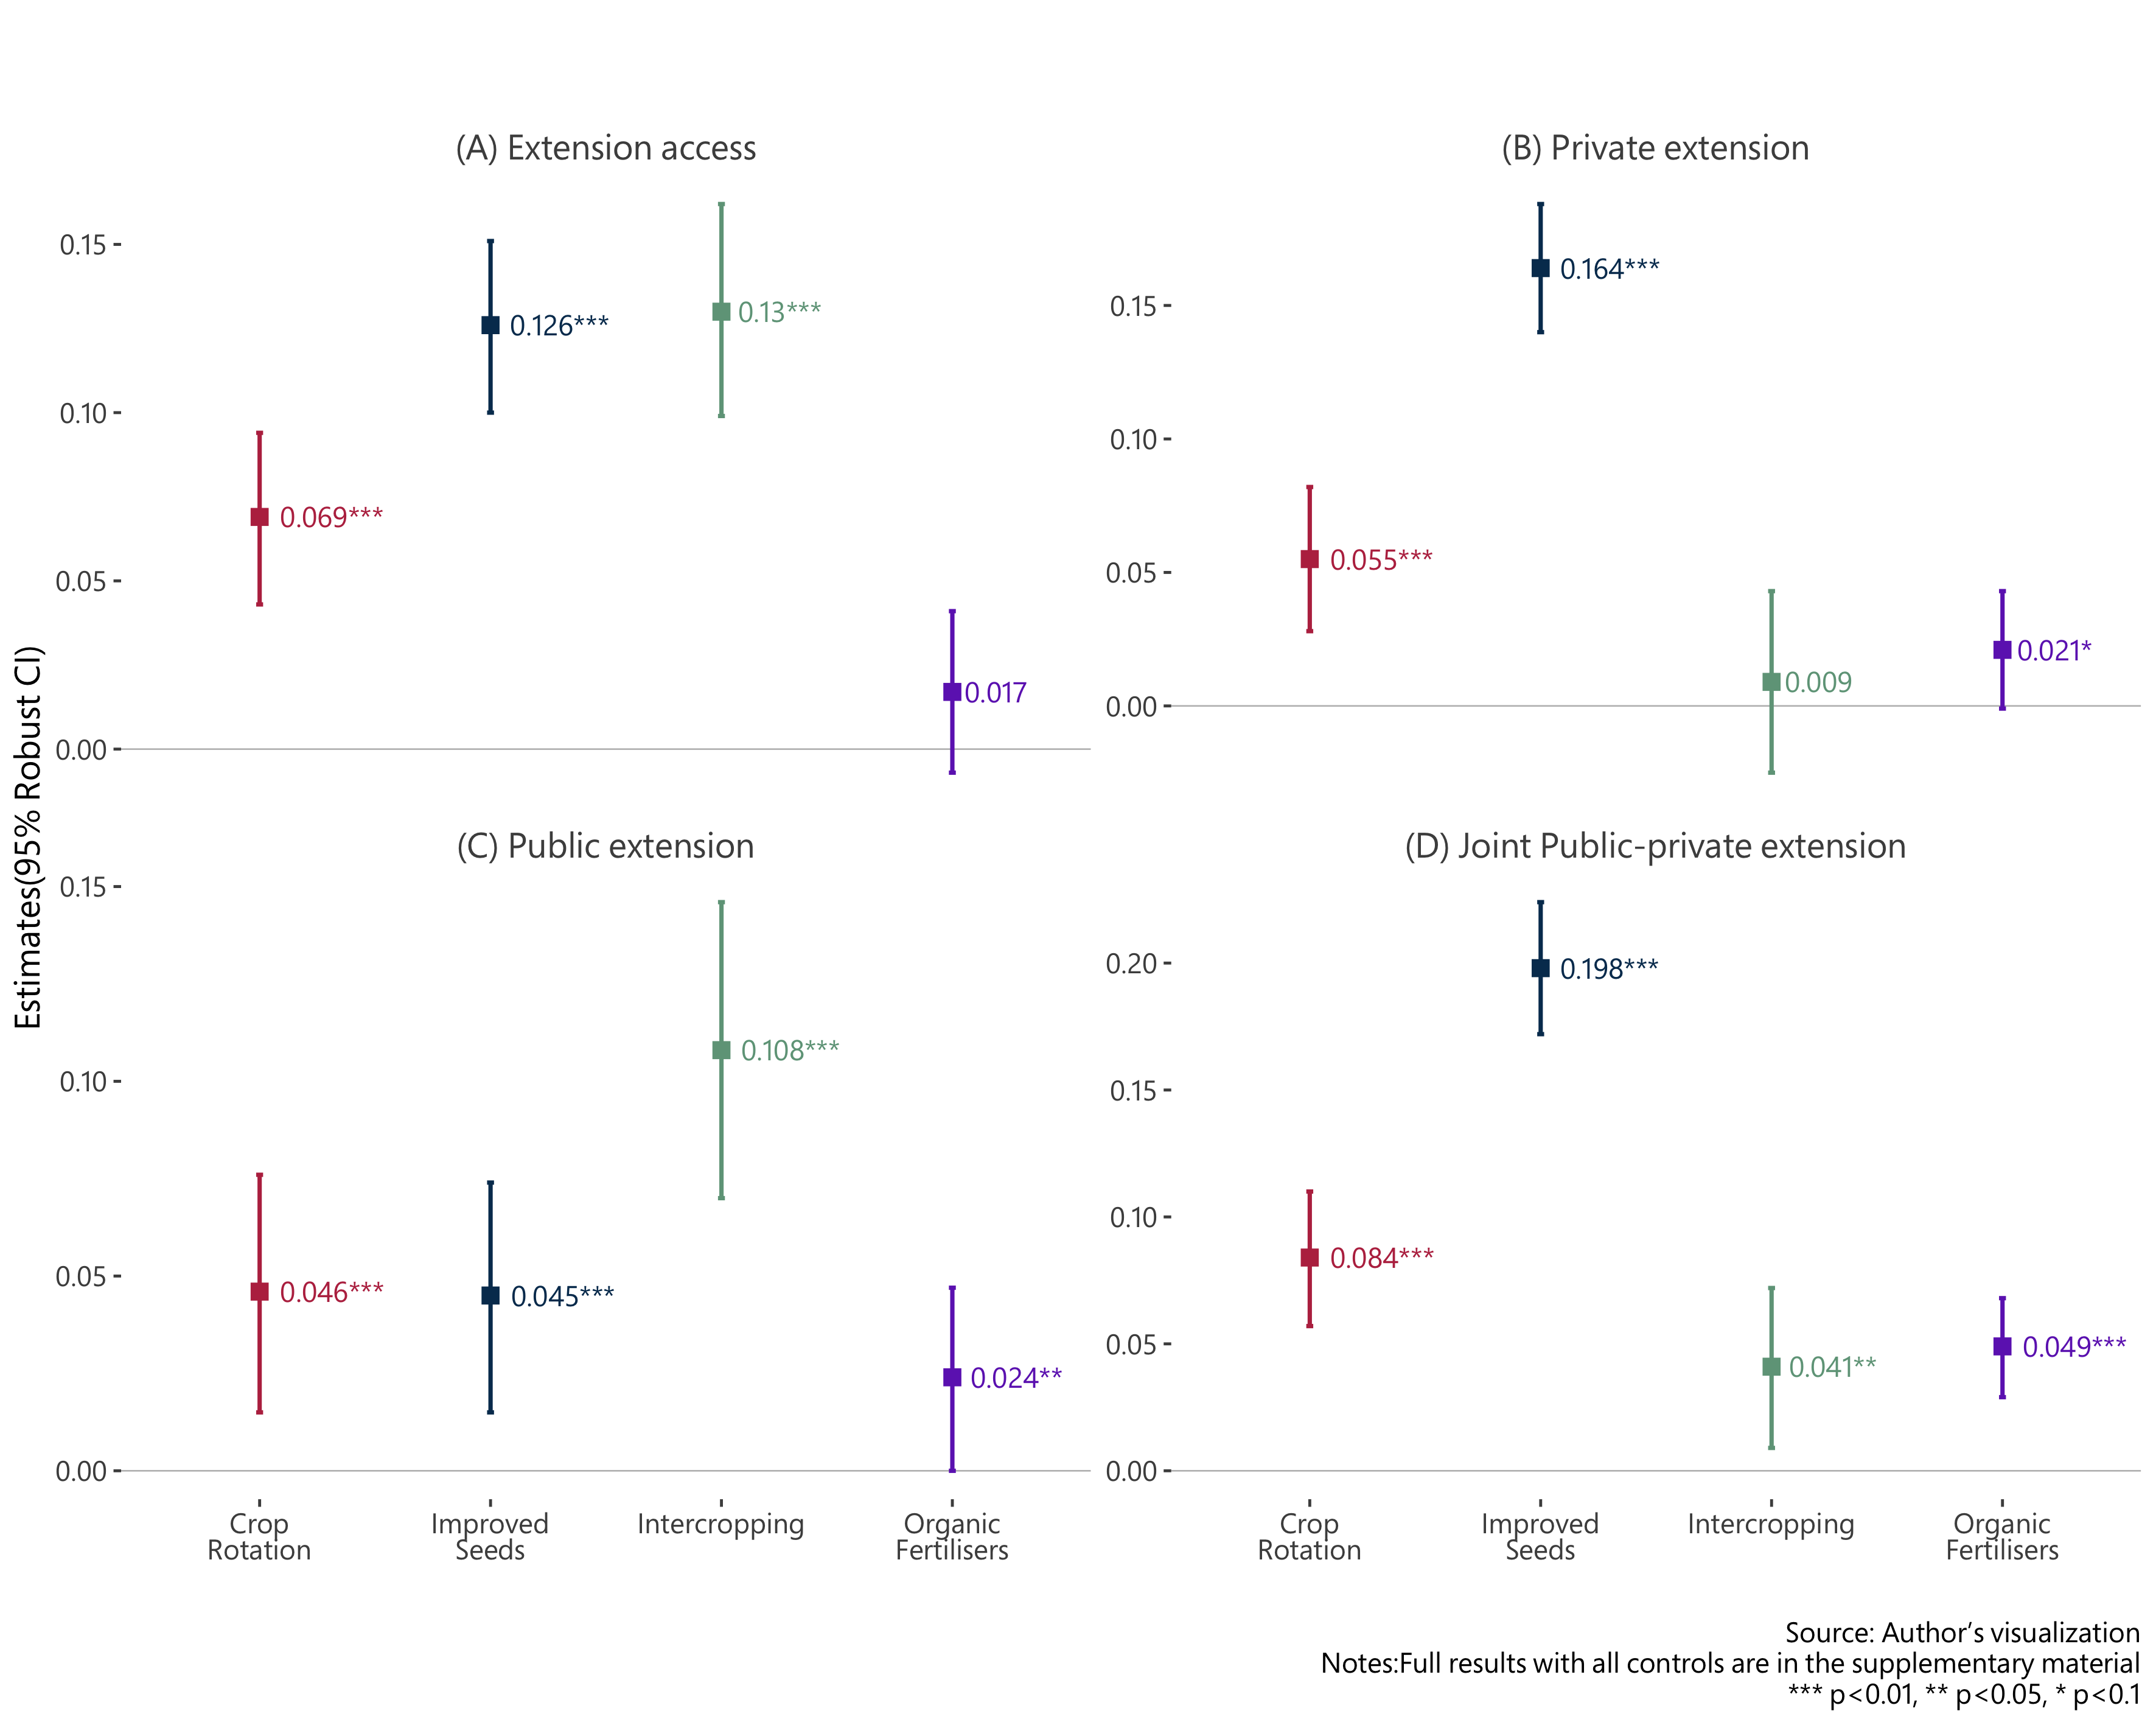 (A) Extension access
(B) Private extension
0.15
0.10
0.05
0.00
0.069***
0.126***
0.13***
0.017
0.15
0.10
0.05
0.00
0.055***
0.164***
0.009
0.021*
Estimates(95% Robust CI)
(C) Public extension
(D) Joint Public-private extension
0.15
0.10
0.05
0.00
0.046***
0.045***
0.108***
0.024**
0.20
0.15
0.10
0.05
0.00
0.084***
0.198***
0.041**
0.049***
Crop
Rotation
Improved
Seeds
Intercropping
Organic
Fertilisers
Crop
Rotation
Improved
Seeds
Intercropping
Organic
Fertilisers
Source: Author’s visualization
Notes:Full results with all controls are in the supplementary material
*** p<0.01, ** p<0.05, * p<0.1